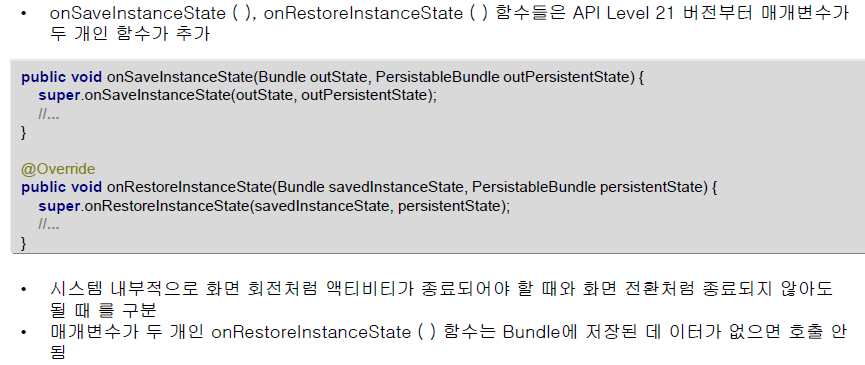 • onSaveInstanceState ( ), onRestoreInstanceState ( ) 함수들은 API Level 21 버전부터 매개변수가
두 개인 함수가 추가
public void onSaveInstanceState(Bundle outState, PersistableBundle outPersistentState) {
super.onSaveInstanceState(outState, outPersistentState);
//...
}
@Override
public void onRestoreInstanceState(Bundle savedInstanceState, PersistableBundle persistentState) {
super.onRestoreInstanceState(savedInstanceState, persistentState);
//...
}
• 시스템 내부적으로 화면 회전처럼 액티비티가 종료되어야 할 때와 화면 전환처럼 종료되지 않아도
될 때 를 구분
• 매개변수가 두 개인 onRestoreInstanceState ( ) 함수는 Bundle에 저장된 데 이터가 없으면 호출 안
됨